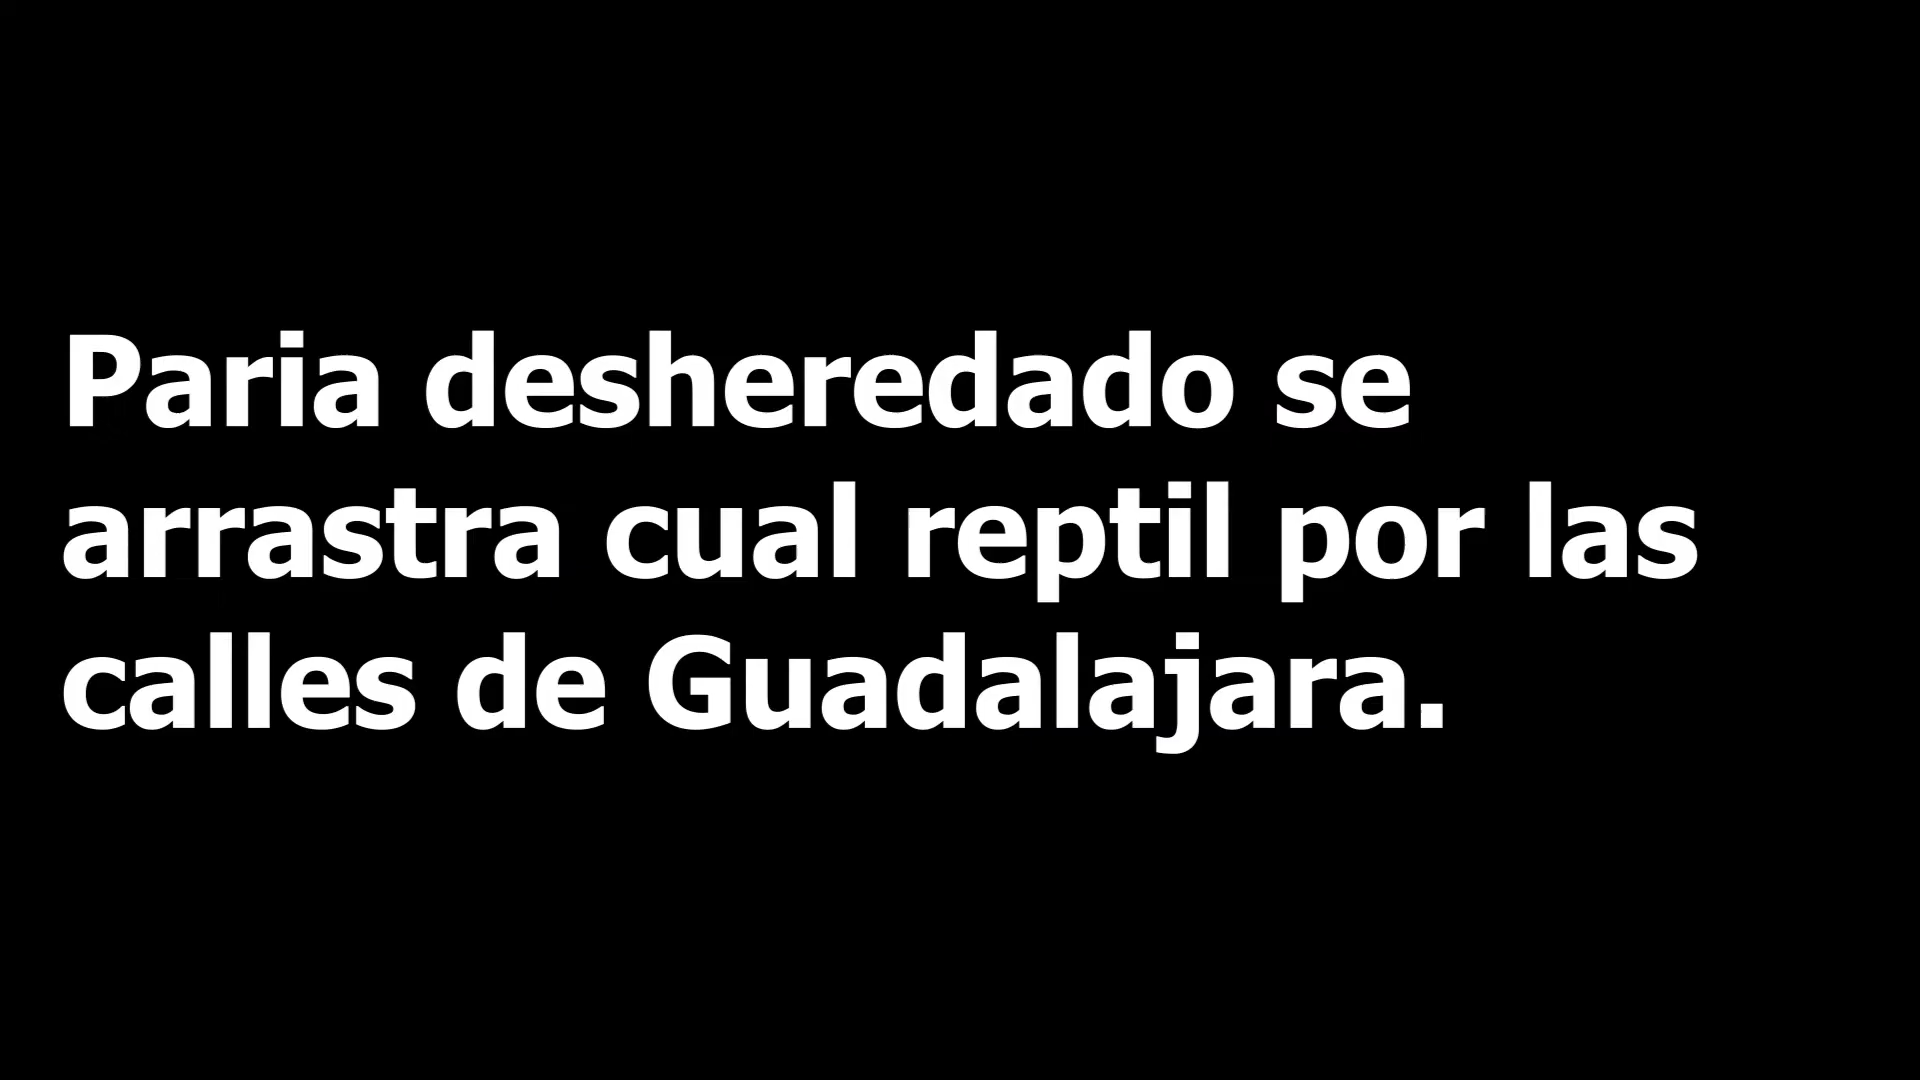 Paria desheredado se
arrastra cual reptil por las
calles de Guadalajara.